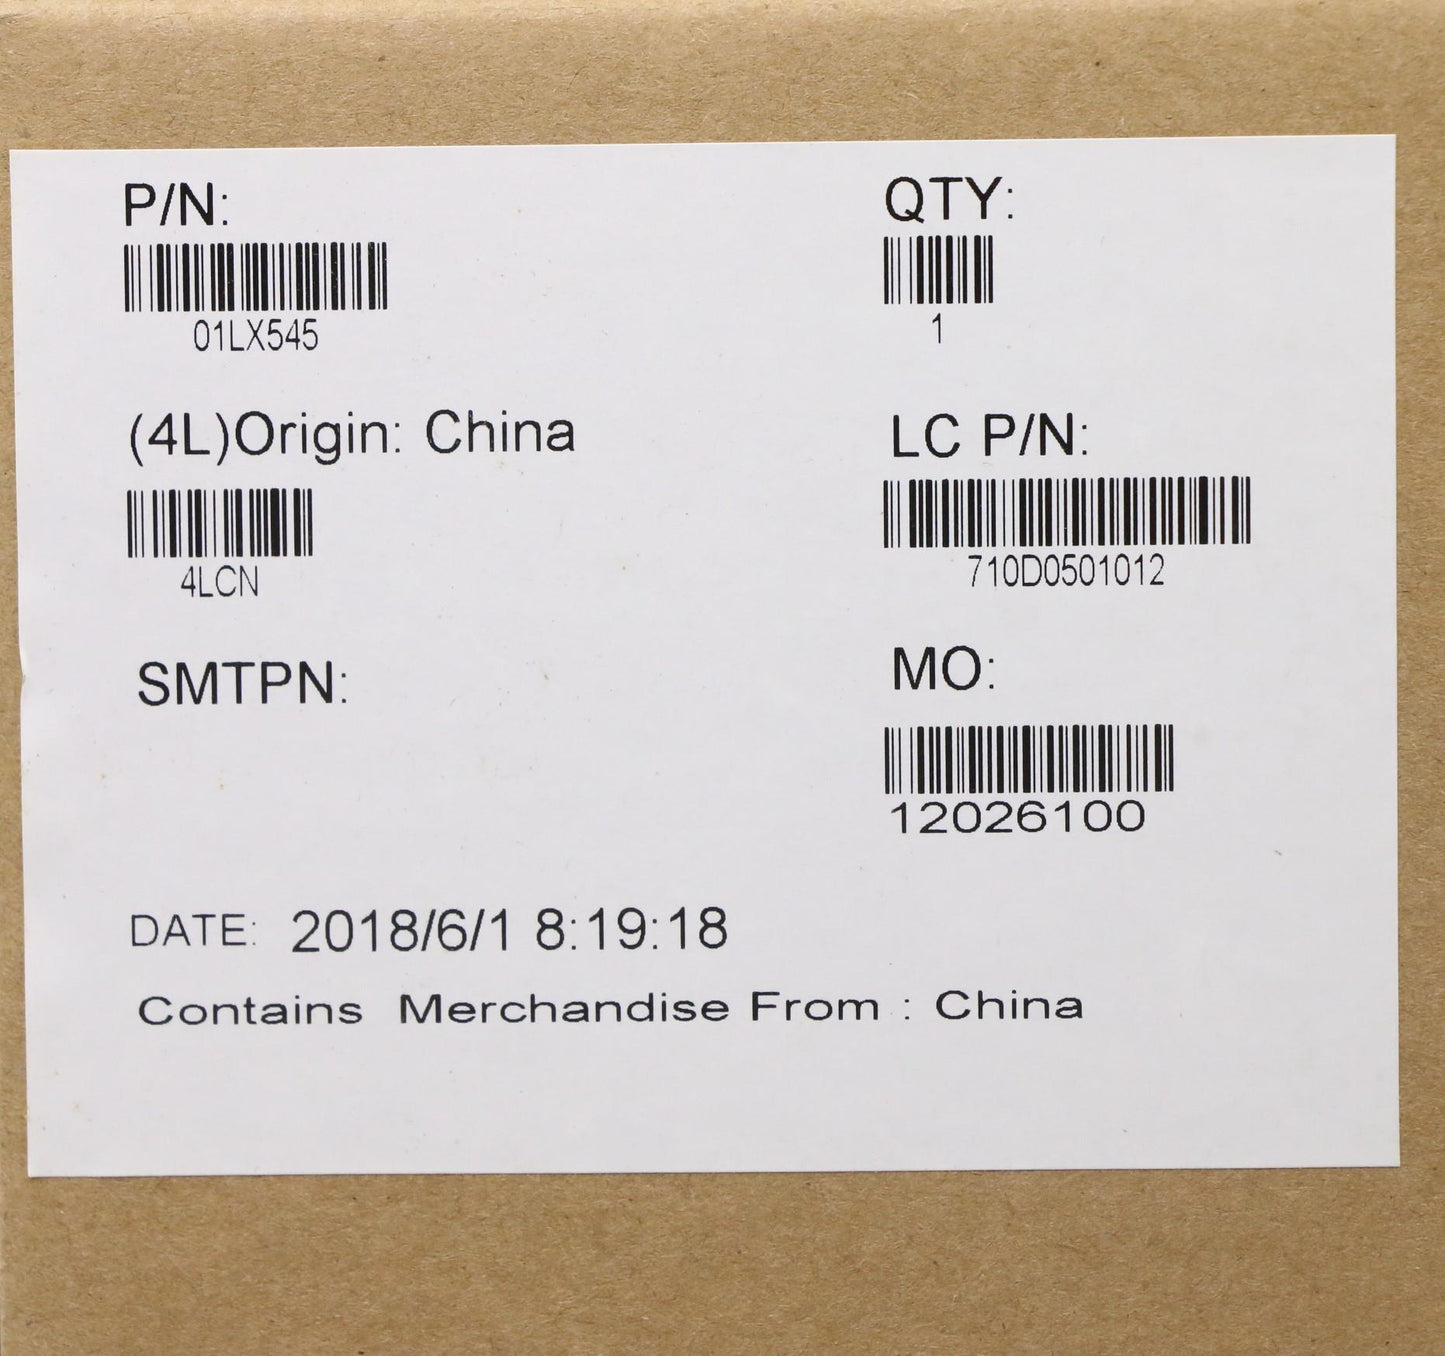 P/N:
01LX545
QTY:
1
(4L)Origin: China
4LCN
LC P/N:
710D0501012
SMTPN:
MO:
12026100
DATE: 2018/6/1 8:19:18
Contains Merchandise From : China